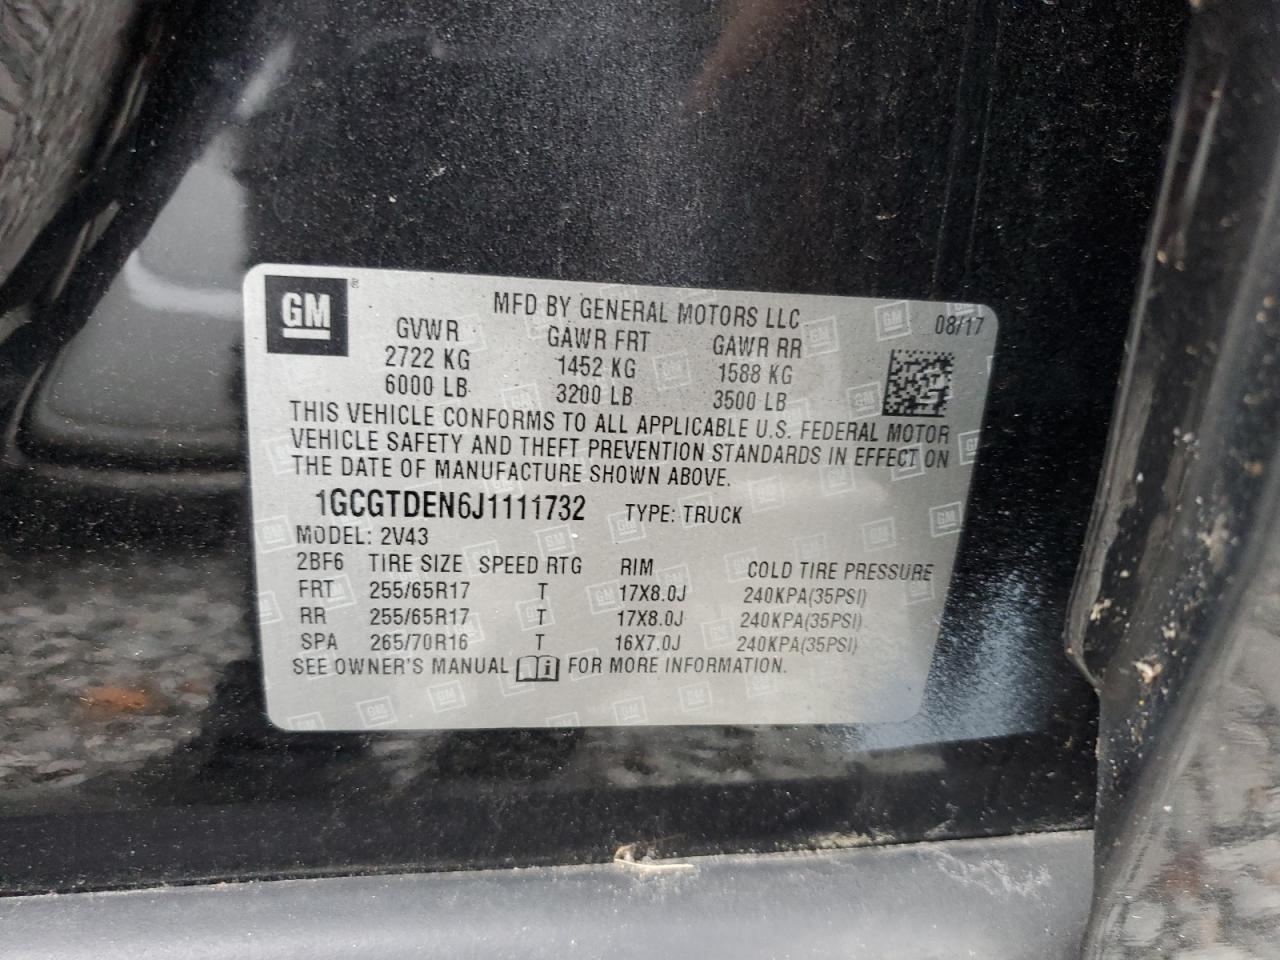 GM
MFD BY GENERAL MOTORS LLC 08/17
GVWR GAWR FRT GAWR RR
2722 KG 1452 KG 1588 KG
6000 LB 3200 LB 3500 LB
THIS VEHICLE CONFORMS TO ALL APPLICABLE U.S. FEDERAL MOTOR
VEHICLE SAFETY AND THEFT PREVENTION STANDARDS IN EFFECT ON
THE DATE OF MANUFACTURE SHOWN ABOVE.
1GCGTDEN6J1111732 TYPE: TRUCK
MODEL: 2V43
2BF6 TIRE SIZE SPEED RTG RIM COLD TIRE PRESSURE
FRT 255/65R17 T 17X8.0J 240KPA(35PSI)
RR 255/65R17 T 17X8.0J 240KPA(35PSI)
SPA 265/70R16 T 16X7.0J 240KPA(35PSI)
SEE OWNER'S MANUAL FOR MORE INFORMATION.